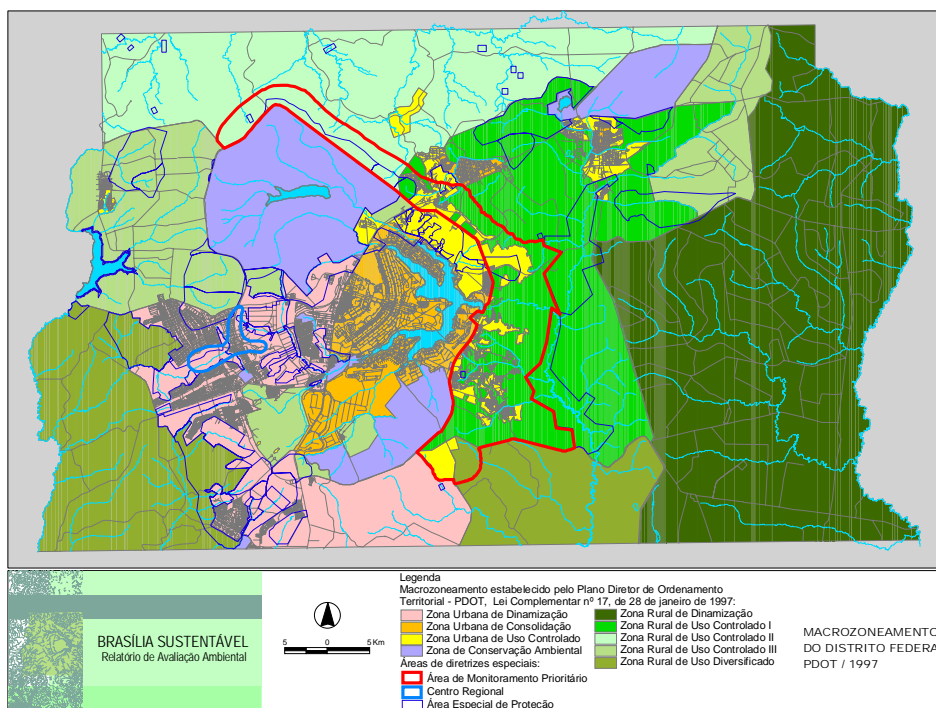 BRASÍLIA SUSTENTÁVEL
Relatório de Avaliação Ambiental
5 0 5 Km
Legenda
Macrozoneamento estabelecido pelo Plano Diretor de Ordenamento
Territorial - PDOT, Lei Complementar nº 17, de 28 de janeiro de 1997:
Zona Urbana de Dinamização
Zona Urbana de Consolidação
Zona Urbana de Uso Controlado
Zona de Conservação Ambiental
Áreas de diretrizes especiais:
Área de Monitoramento Prioritário
Centro Regional
Área Especial de Proteção
Zona Rural de Dinamização
Zona Rural de Uso Controlado I
Zona Rural de Uso Controlado II
Zona Rural de Uso Controlado III
Zona Rural de Uso Diversificado
MACROZONEAMENTO
DO DISTRITO FEDERA
PDOT / 1997